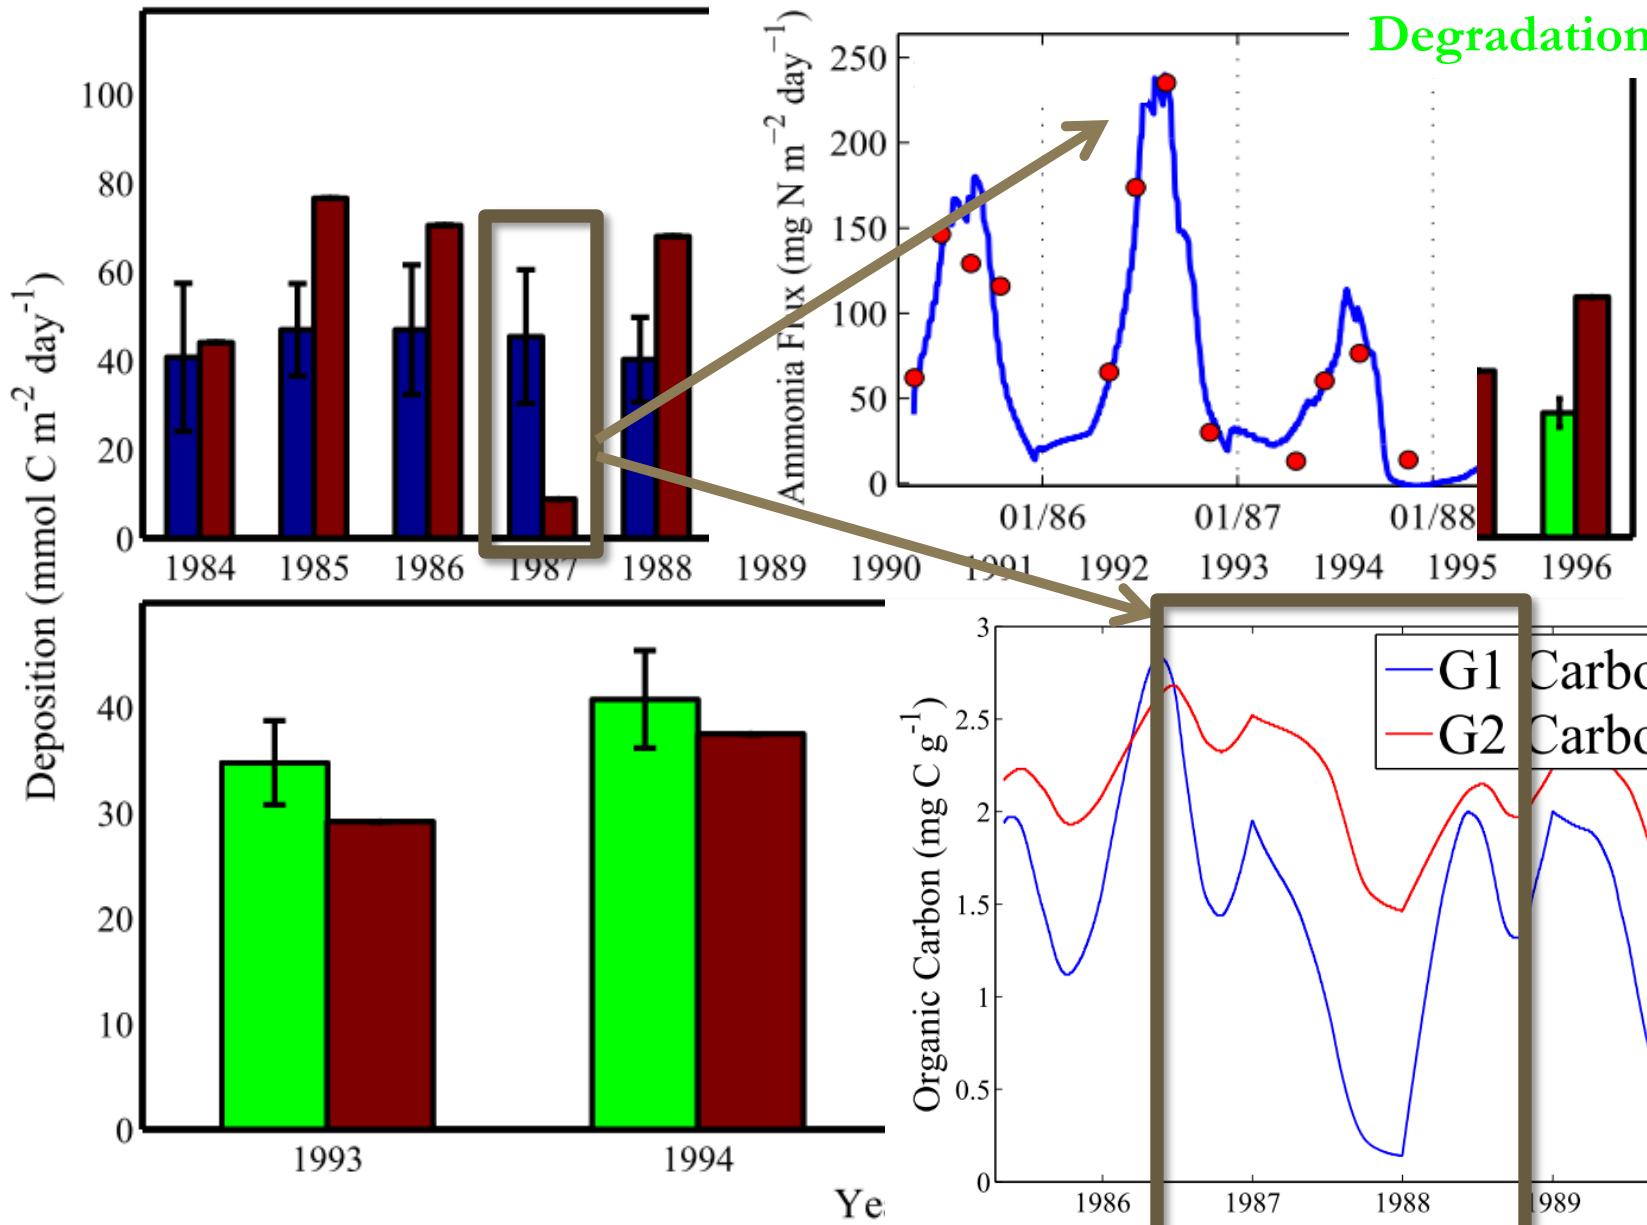 Degradation
Deposition (mmol C m-2 day-1)
100
80
60
40
20
0
1984 1985 1986 1987 1988 1989 1990 1991 1992 1993 1994 1995 1996
Ammonia Flux (mg N m−2 day−1)
250
200
150
100
50
0
01/86 01/87 01/88
40
30
20
10
0
1993 1994
Organic Carbon (mg C g-1)
3
2.5
2
1.5
1
0.5
0
1986 1987 1988 1989
G1 Carbo
G2 Carbo